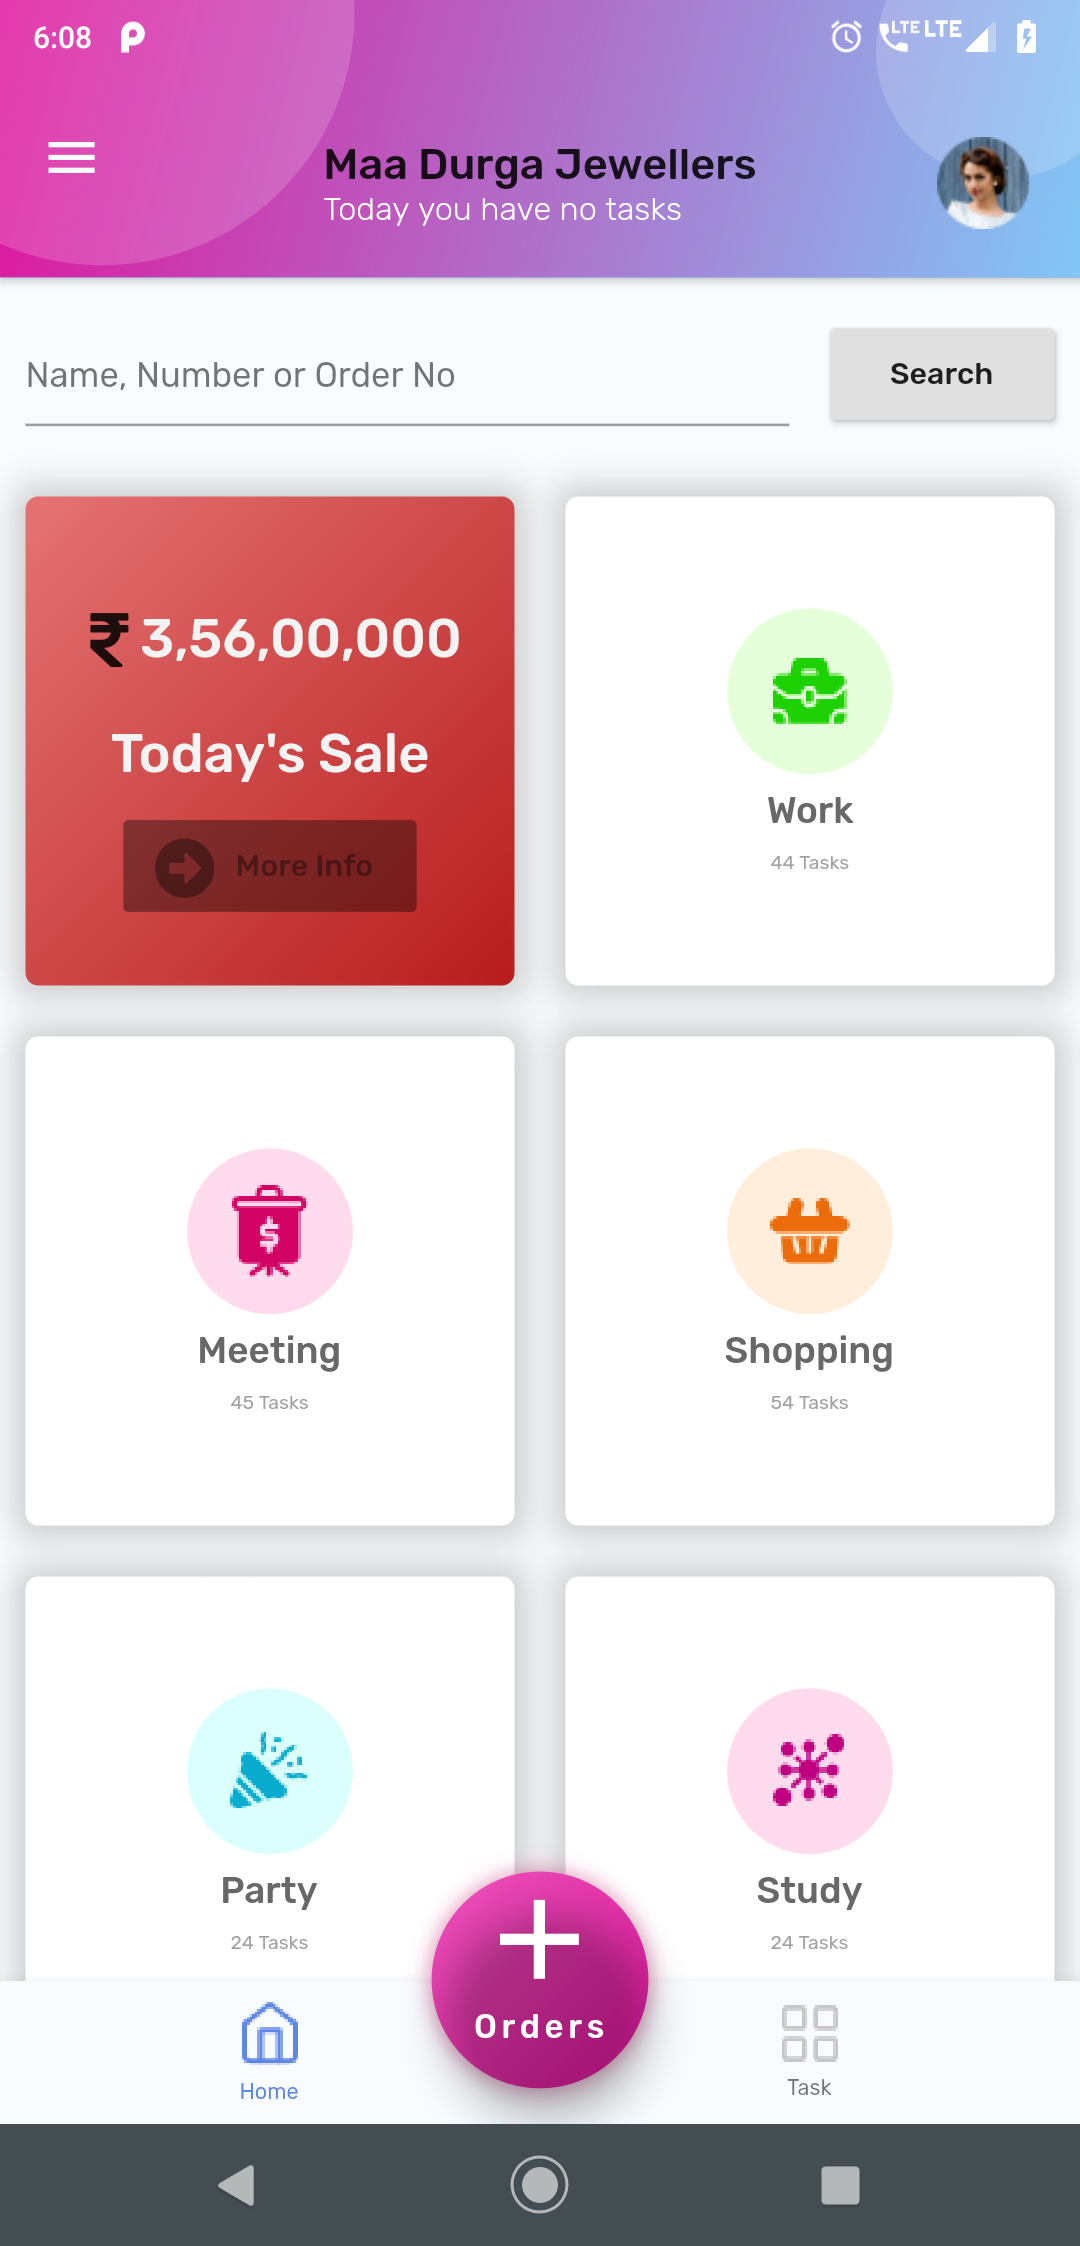 6:08
LTE LTE
Maa Durga Jewellers
Today you have no tasks
Name, Number or Order No
Search
₹ 3,56,00,000
Today's Sale
More Info
Work
44 Tasks
Meeting
45 Tasks
Shopping
54 Tasks
Party
24 Tasks
Study
24 Tasks
Orders
Home
Task